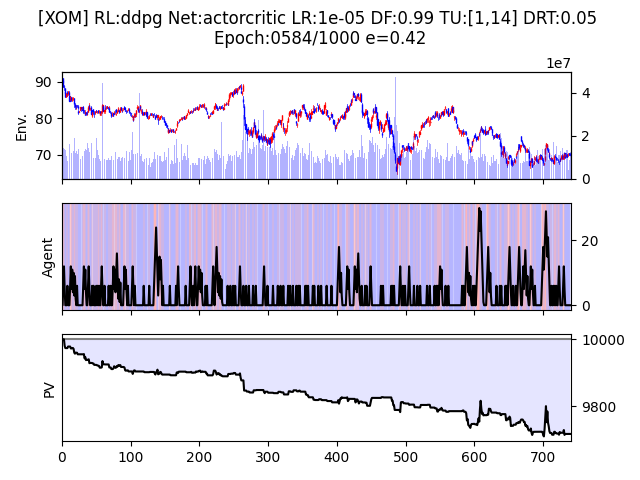 [XOM] RL:ddpg Net:actorcritic LR:1e-05 DF:0.99 TU:[1,14] DRT:0.05
Epoch:0584/1000 e=0.42
1e7
90
80
70
Env.
4
2
0
Agent
20
0
PV
10000
9800
0 100 200 300 400 500 600 700